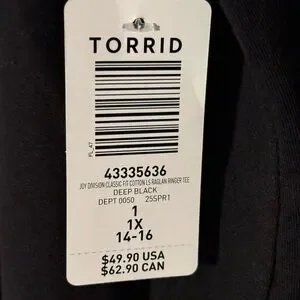 TORRID
FL_47
43335636
JOY DIVISION CLASSIC FIT COTTON LS RAGLAN RINGER TEE
DEEP BLACK
DEPT 0050 25SPR1
1
1X
14-16
$49.90 USA
$62.90 CAN